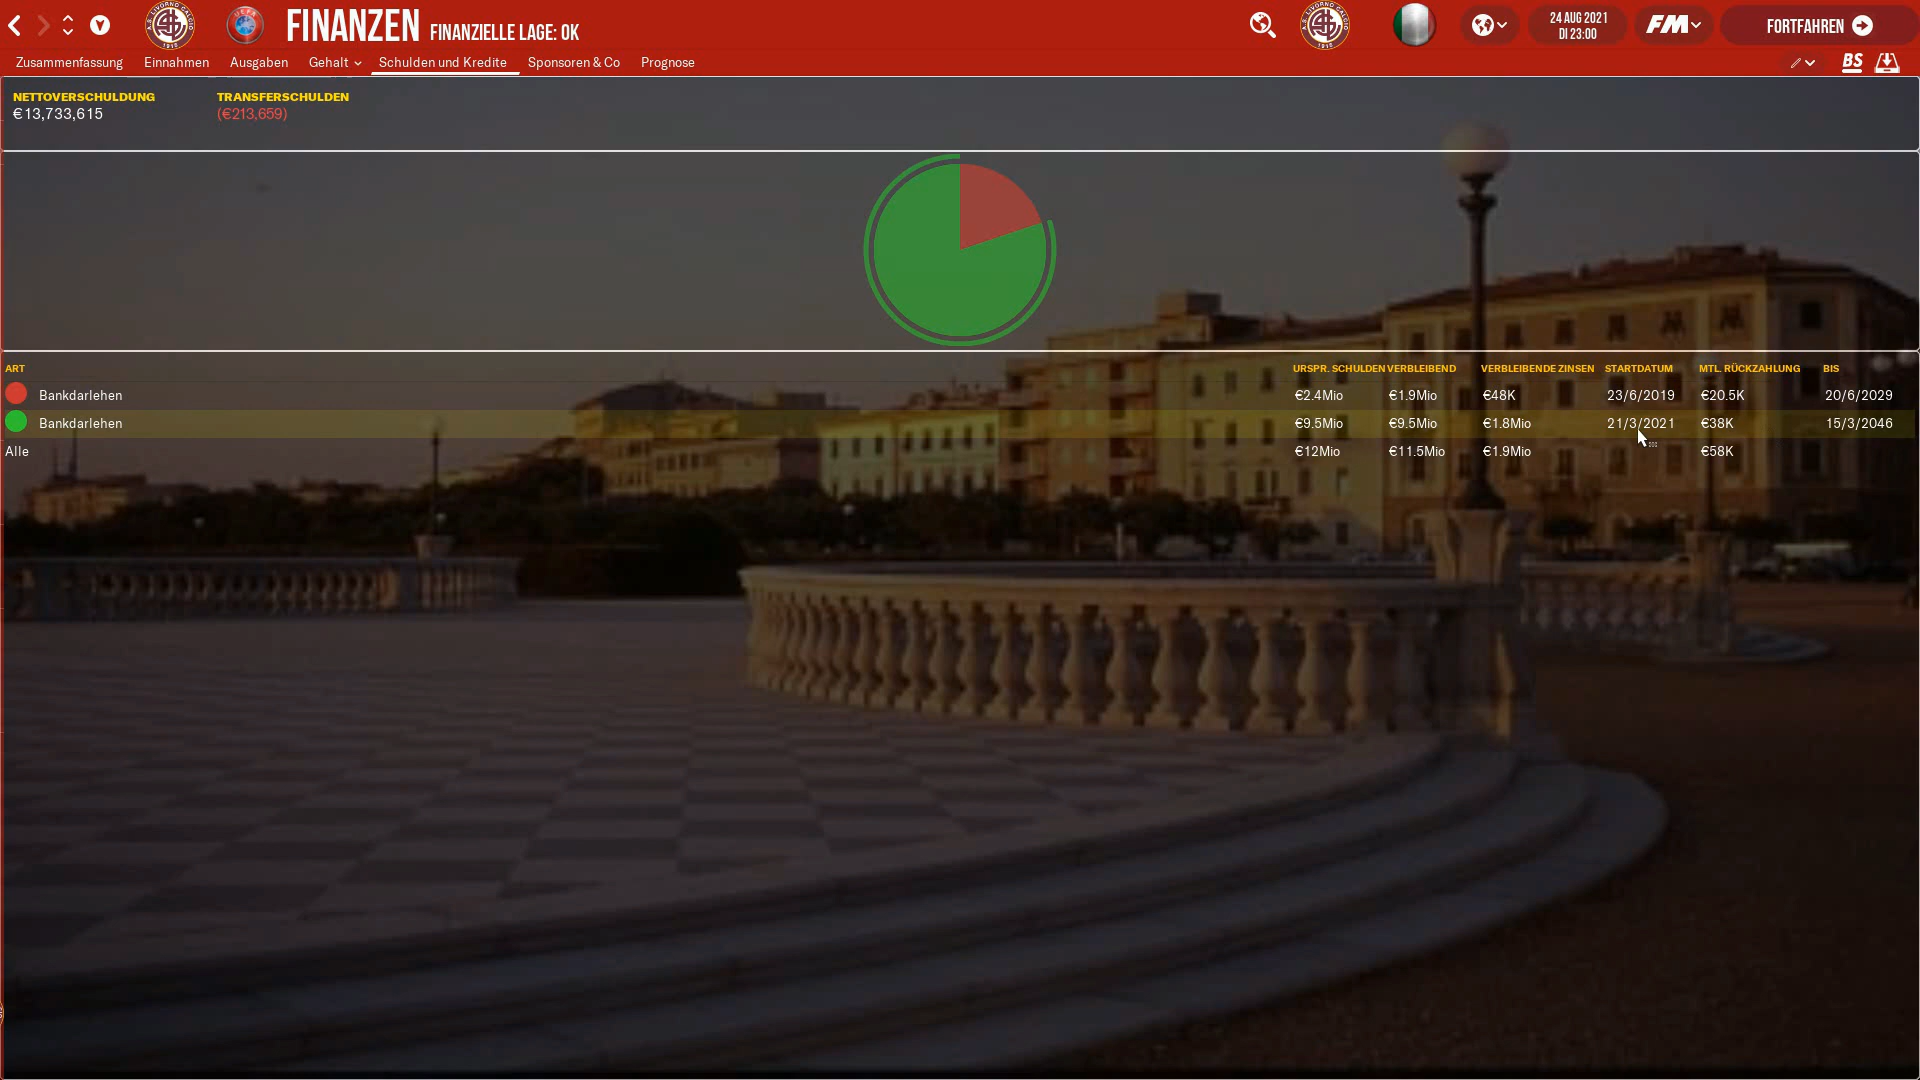 FINANZEN FINANZIELLE LAGE: OK
24 AUG 2021
DI 23:00
FM
FORTFAHREN
Zusammenfassung Einnahmen Ausgaben Gehalt Schulden und Kredite Sponsoren & Co Prognose
BS
NETTOVERSCHULDUNG TRANSFERSCHULDEN
€13,733,615 (€213,659)
ART URSPR. SCHULDEN VERBLEIBEND VERBLEIBENDE ZINSEN STARTDATUM MTL. RÜCKZAHLUNG BIS
Bankdarlehen €2.4Mio €1.9Mio €48K 23/6/2019 €20.5K 20/6/2029
Bankdarlehen €9.5Mio €9.5Mio €1.8Mio 21/3/2021 €38K 15/3/2046
Alle €12Mio €11.5Mio €1.9Mio €58K